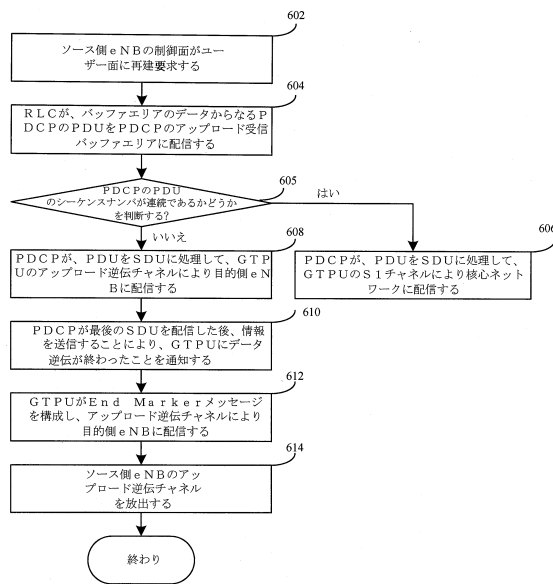 602
ソース側eNBの制御面がユー
ザー面に再建要求する
604
RLCが、バッファエリアのデータからなるP
DCPのPDUをPDCPのアップロード受信
バッファエリアに配信する
605
PDCPのPDU
のシーケンスナンバが連続であるかどうか
を判断する?
はい
いいえ
606
PDCPが、PDUをSDUに処理して、
GTPUのS1チャネルにより核心ネット
ワークに配信する
608
PDCPが、PDUをSDUに処理して、GTP
Uのアップロード逆伝チャネルにより目的側eN
Bに配信する
610
PDCPが最後のSDUを配信した後、情報
を送信することにより、GTPUにデータ
逆伝が終わったことを通知する
612
GTPUがEnd Markerメッセージ
を構成し、アップロード逆伝チャネルにより
目的側eNBに配信する
614
ソース側eNBのアッ
プロード逆伝チャネル
を放出する
終わり